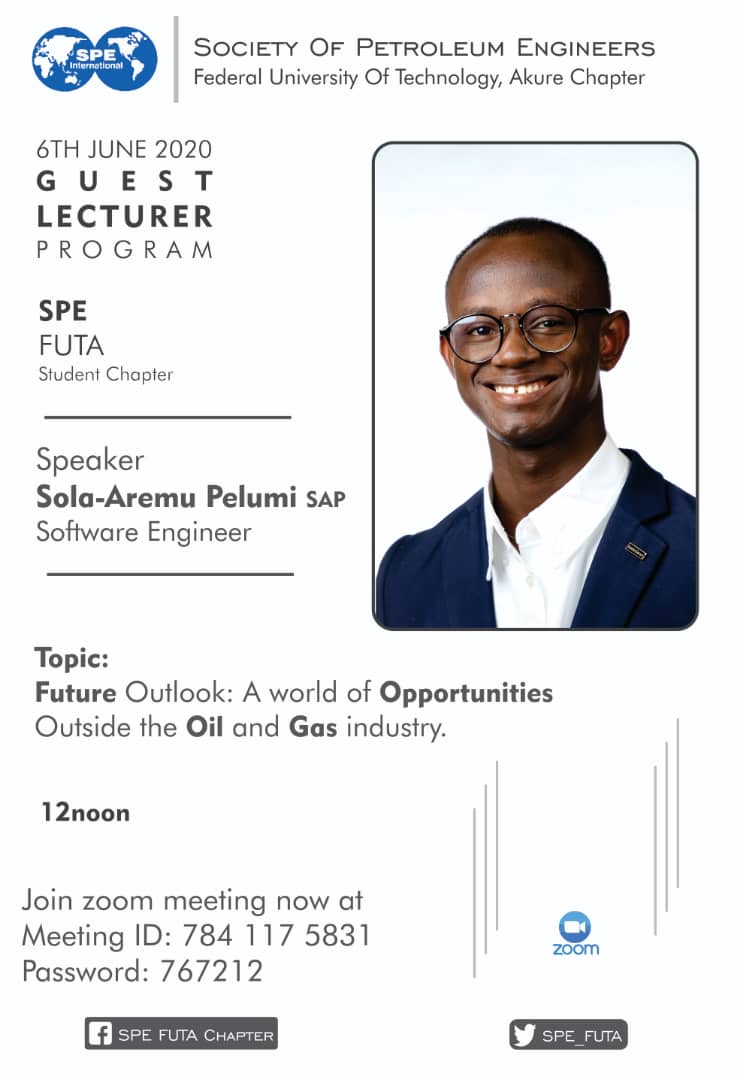 SPE
International
SOCIETY OF PETROLEUM ENGINEERS
Federal University Of Technology, Akure Chapter
6TH JUNE 2020
GUEST
LECTURER
PROGRAM
SPE
FUTA
Student Chapter
Speaker
Sola-Aremu Pelumi SAP
Software Engineer
Topic:
Future Outlook: A world of Opportunities
Outside the Oil and Gas industry.
12noon
Join zoom meeting now at
Meeting ID: 784 117 5831
Password: 767212
zoom
SPE FUTA CHAPTER
SPE_FUTA